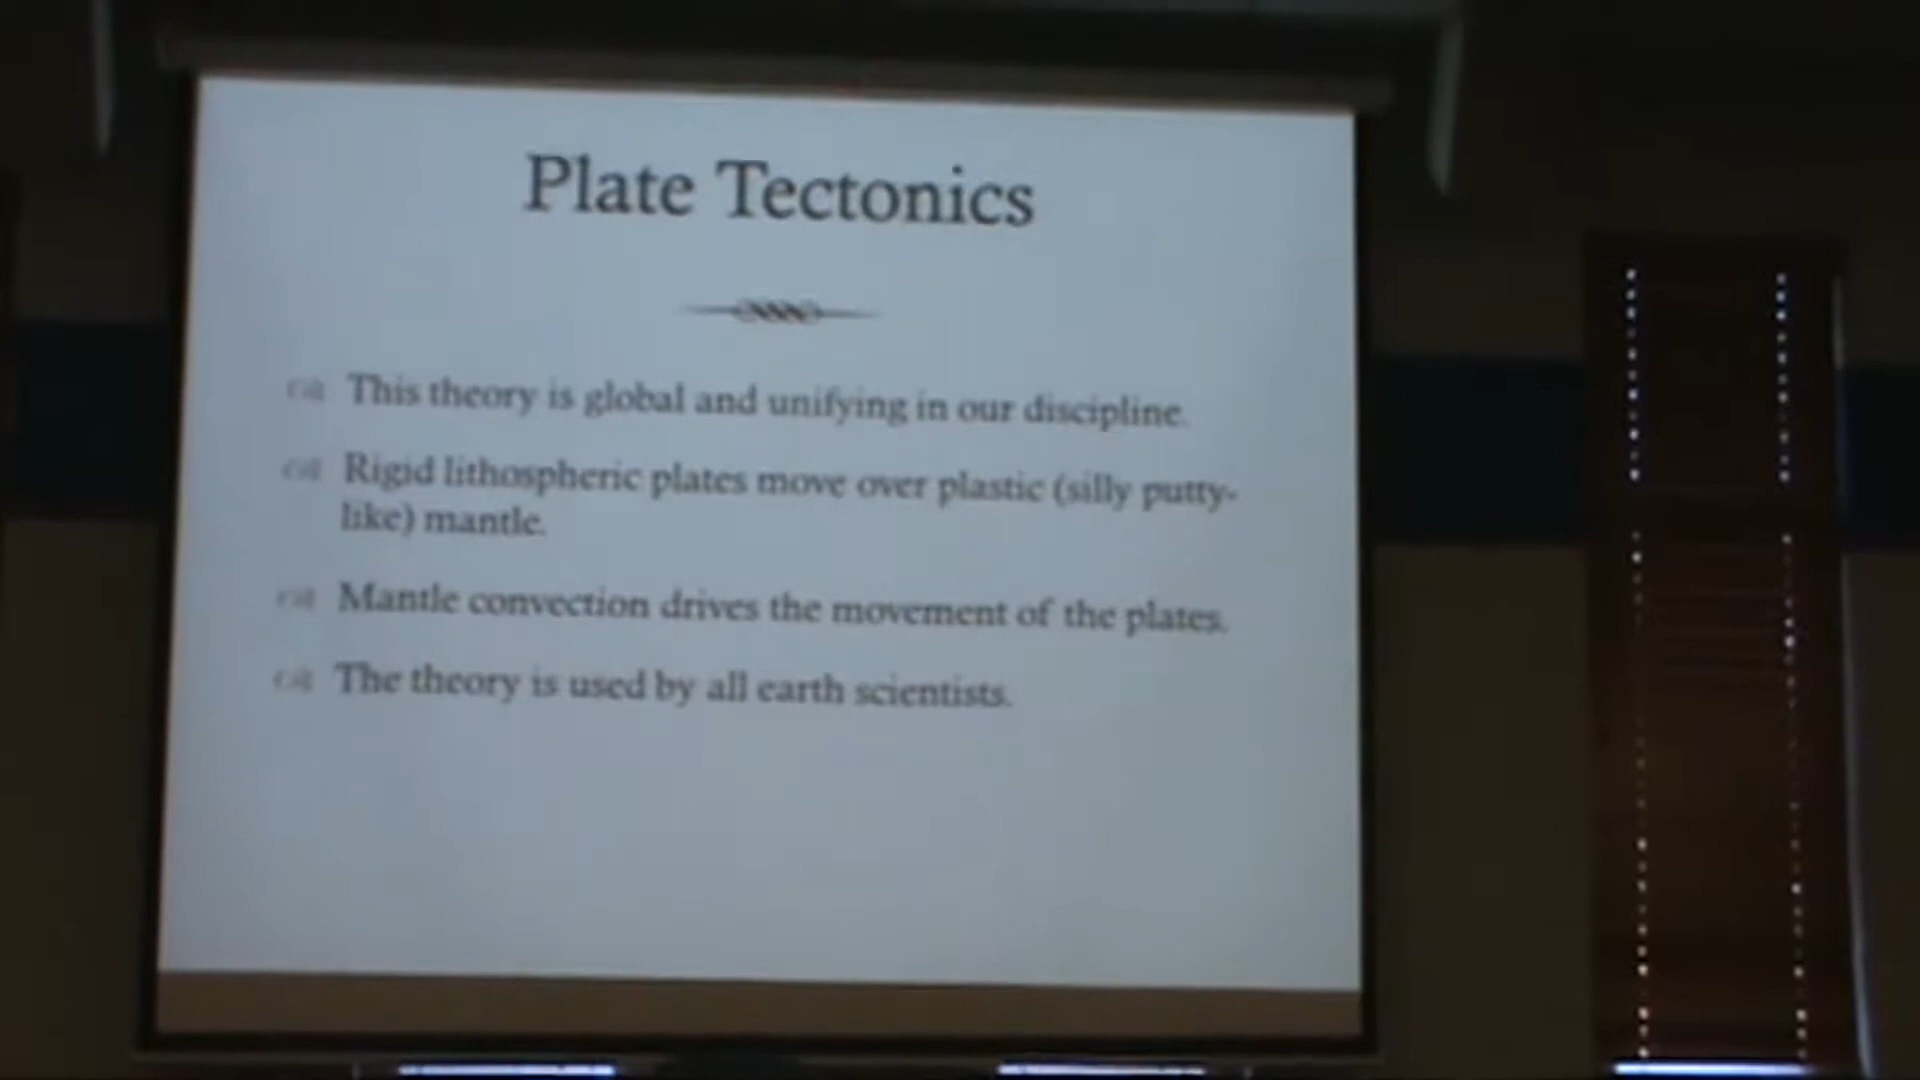 Plate Tectonics
This theory is global and unifying in our discipline.
Rigid lithospheric plates move over plastic (silly putty-
like) mantle.
Mantle convection drives the movement of the plates.
The theory is used by all earth scientists.